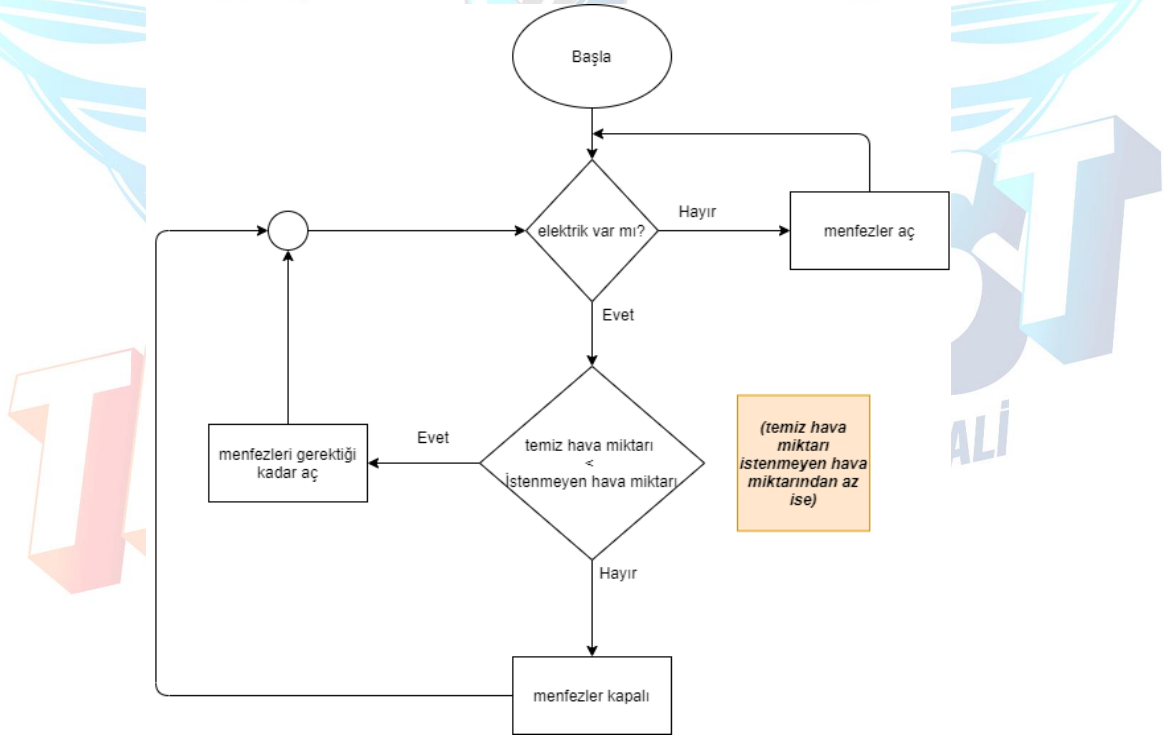 Başla
Hayır
elektrik var mı?
menfezler aç
Evet
Evet
temiz hava miktarı
<
İstenmeyen hava miktarı
menfezleri gerektiği
kadar aç
(temiz hava
miktarı
istenmeyen hava
miktarından az
ise)
Hayır
menfezler kapalı
ALİ